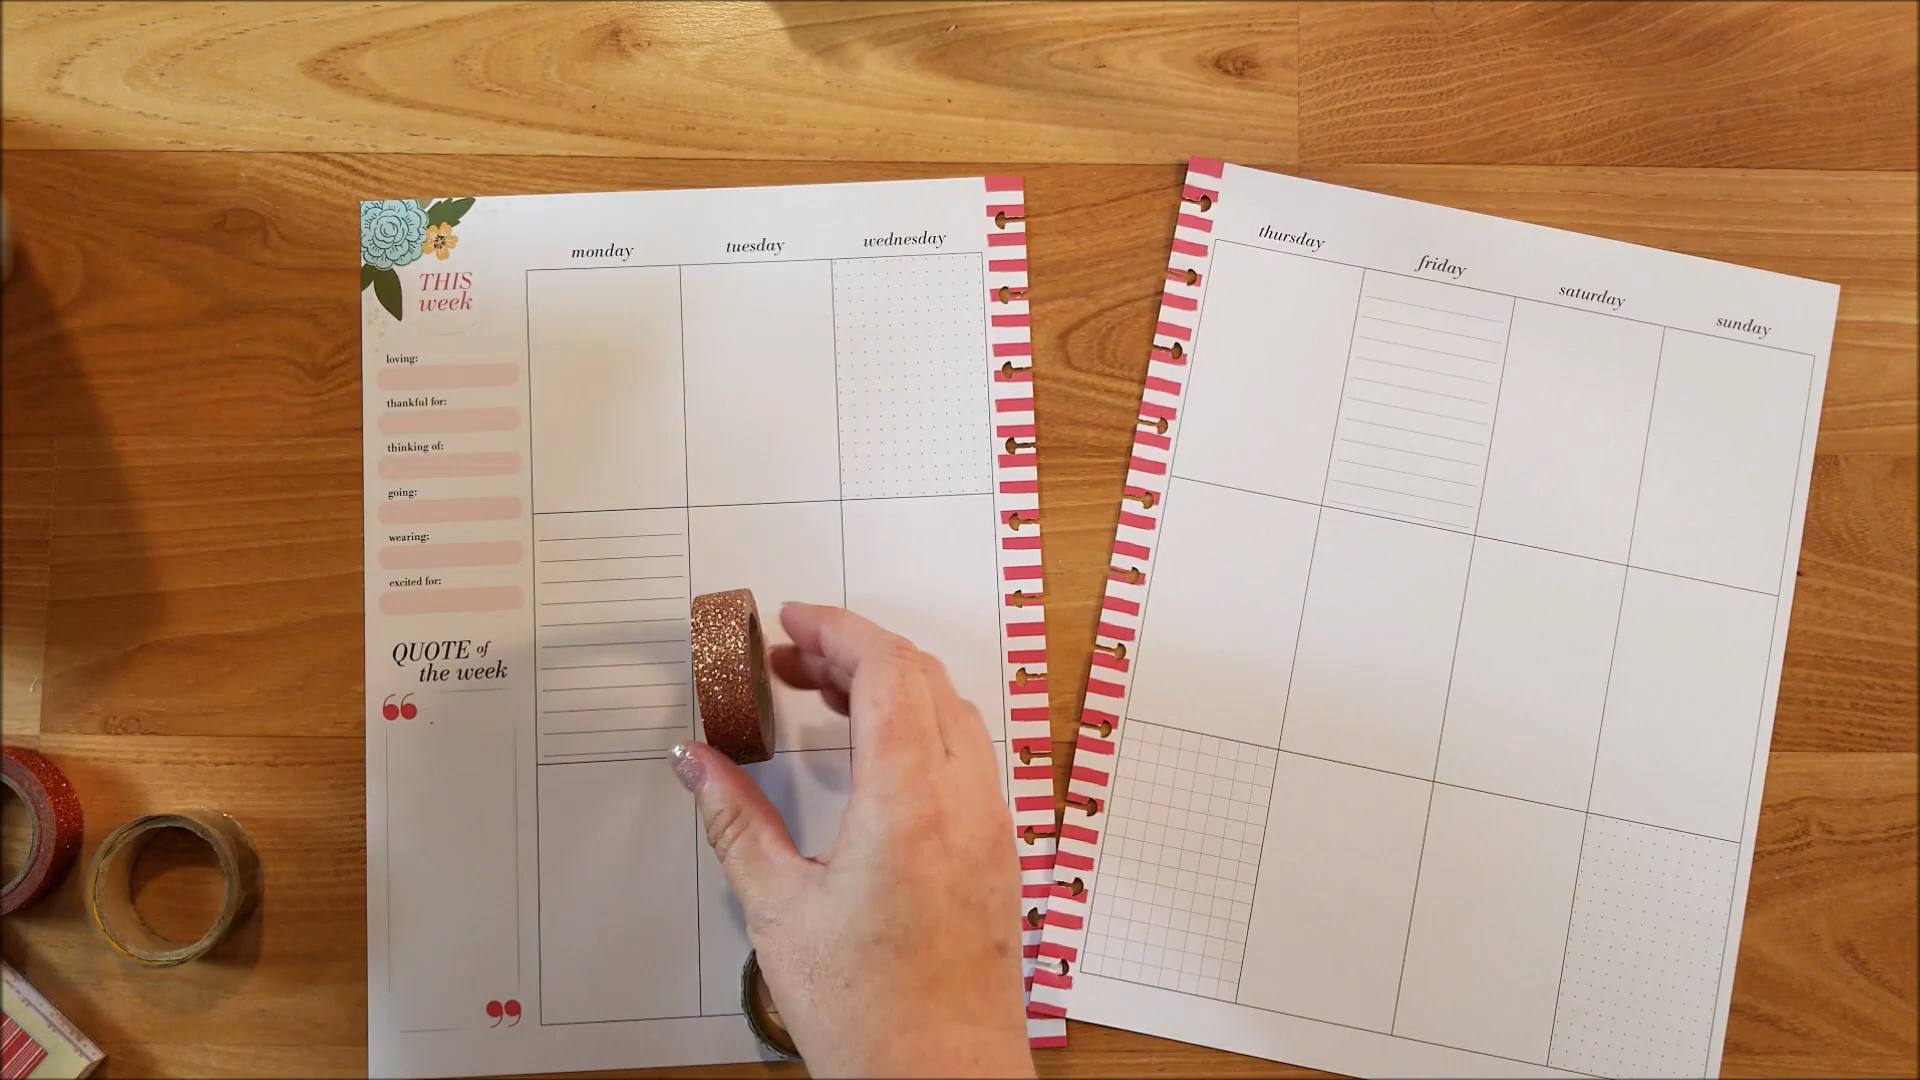 THIS
week
loving:
thankful for:
thinking of:
going:
wearing:
excited for:
QUOTE of
the week
“
”
monday tuesday wednesday
thursday friday saturday sunday